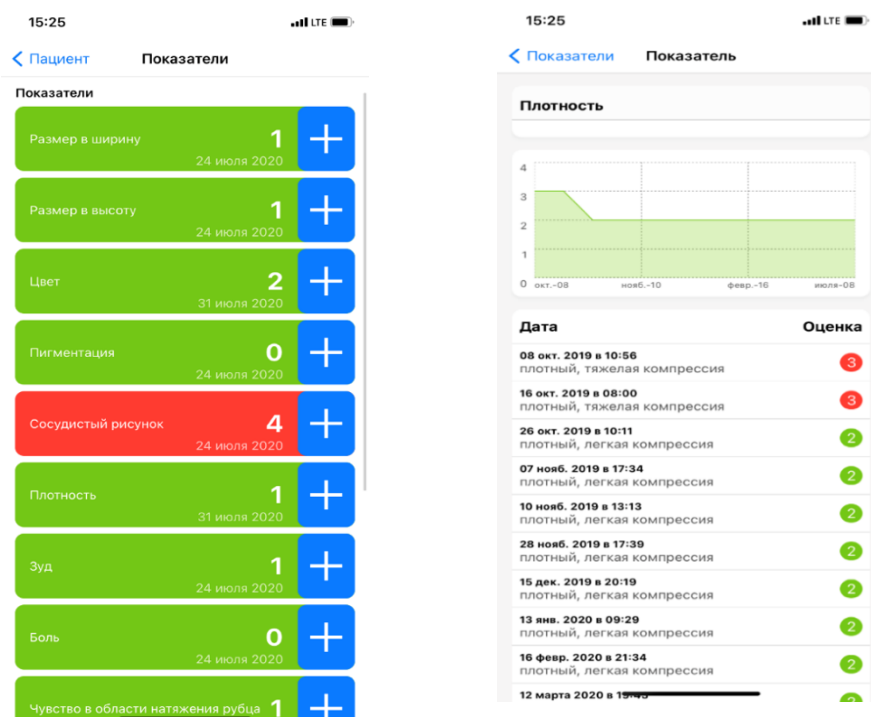 15:25
LTE
Пациент
Показатели
Показатели
Размер в ширину
1
24 июля 2020
Размер в высоту
1
24 июля 2020
Цвет
2
31 июля 2020
Пигментация
0
24 июля 2020
Сосудистый рисунок
4
24 июля 2020
Плотность
1
31 июля 2020
Зуд
1
24 июля 2020
Боль
0
24 июля 2020
Чувство в области натяжения рубца
1
15:25
LTE
Показатели
Показатель
Плотность
4
3
2
1
0
окт.-08
нояб.-10
февр.-16
июля-08
Дата
Оценка
08 окт. 2019 в 10:56
плотный, тяжелая компрессия
3
16 окт. 2019 в 08:00
плотный, тяжелая компрессия
3
26 окт. 2019 в 10:11
плотный, легкая компрессия
2
07 нояб. 2019 в 17:34
плотный, легкая компрессия
2
10 нояб. 2019 в 13:13
плотный, легкая компрессия
2
28 нояб. 2019 в 17:39
плотный, легкая компрессия
2
15 дек. 2019 в 20:19
плотный, легкая компрессия
2
13 янв. 2020 в 09:29
плотный, легкая компрессия
2
16 февр. 2020 в 21:34
плотный, легкая компрессия
2
12 марта 2020 в
2